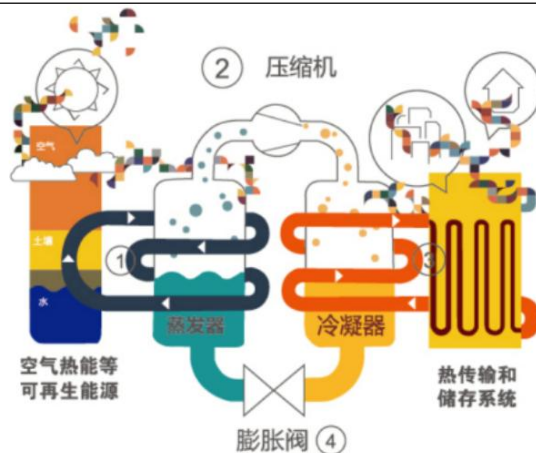 ② 压缩机
空气
土壤
水
①
③
蒸发器
冷凝器
空气热能等
可再生能源
热传输和
储存系统
膨胀阀 ④